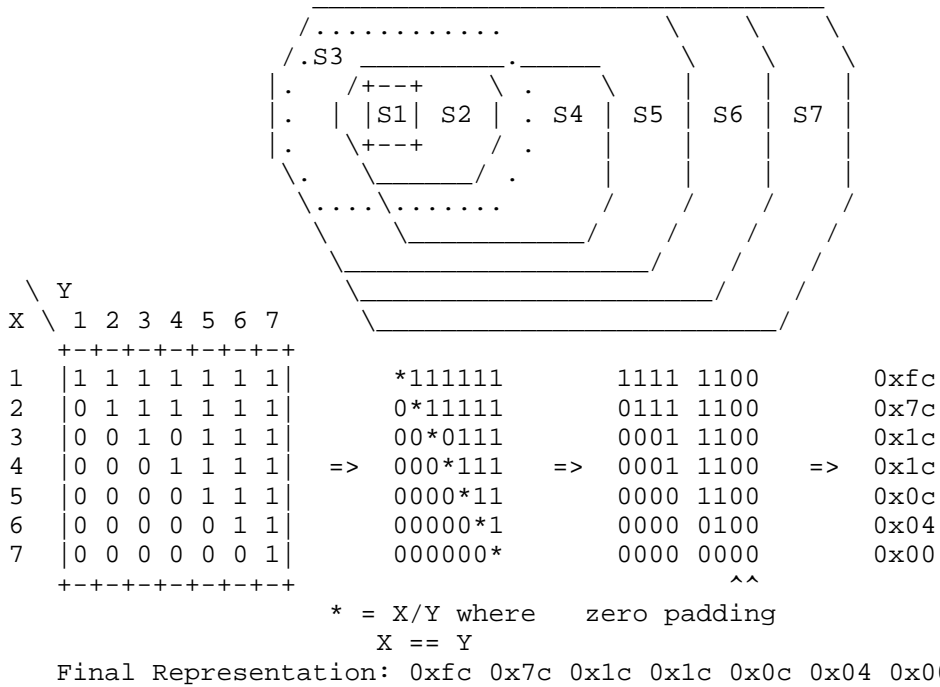 S3
S1 S2 S4 S5 S6 S7
\ Y
X \ 1 2 3 4 5 6 7
+-+-+-+-+-+-+-+
1 |1 1 1 1 1 1 1| *111111 1111 1100 0xfc
2 |0 1 1 1 1 1 1| 0*11111 0111 1100 0x7c
3 |0 0 1 0 1 1 1| 00*0111 0001 1100 0x1c
4 |0 0 0 1 1 1 1| => 000*111 => 0001 1100 => 0x1c
5 |0 0 0 0 1 1 1| 0000*11 0000 1100 0x0c
6 |0 0 0 0 0 1 1| 00000*1 0000 0100 0x04
7 |0 0 0 0 0 0 1| 000000* 0000 0000 0x00
+-+-+-+-+-+-+-+ ^^
* = X/Y where zero padding
X == Y
Final Representation: 0xfc 0x7c 0x1c 0x1c 0x0c 0x04